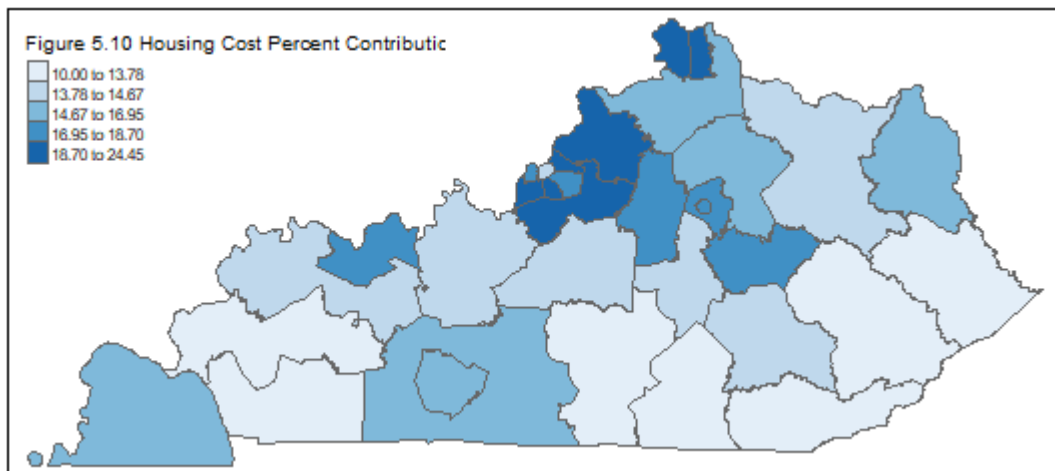 Figure 5.10 Housing Cost Percent Contributic
10.00 to 13.78
13.78 to 14.67
14.67 to 16.95
16.95 to 18.70
18.70 to 24.45